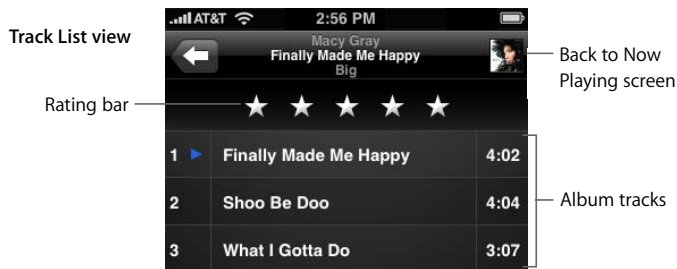 AT&T 2:56 PM
Track List view
Macy Gray
Finally Made Me Happy
Big
Back to Now
Playing screen
Rating bar
1 Finally Made Me Happy 4:02
2 Shoo Be Doo 4:04
Album tracks
3 What I Gotta Do 3:07